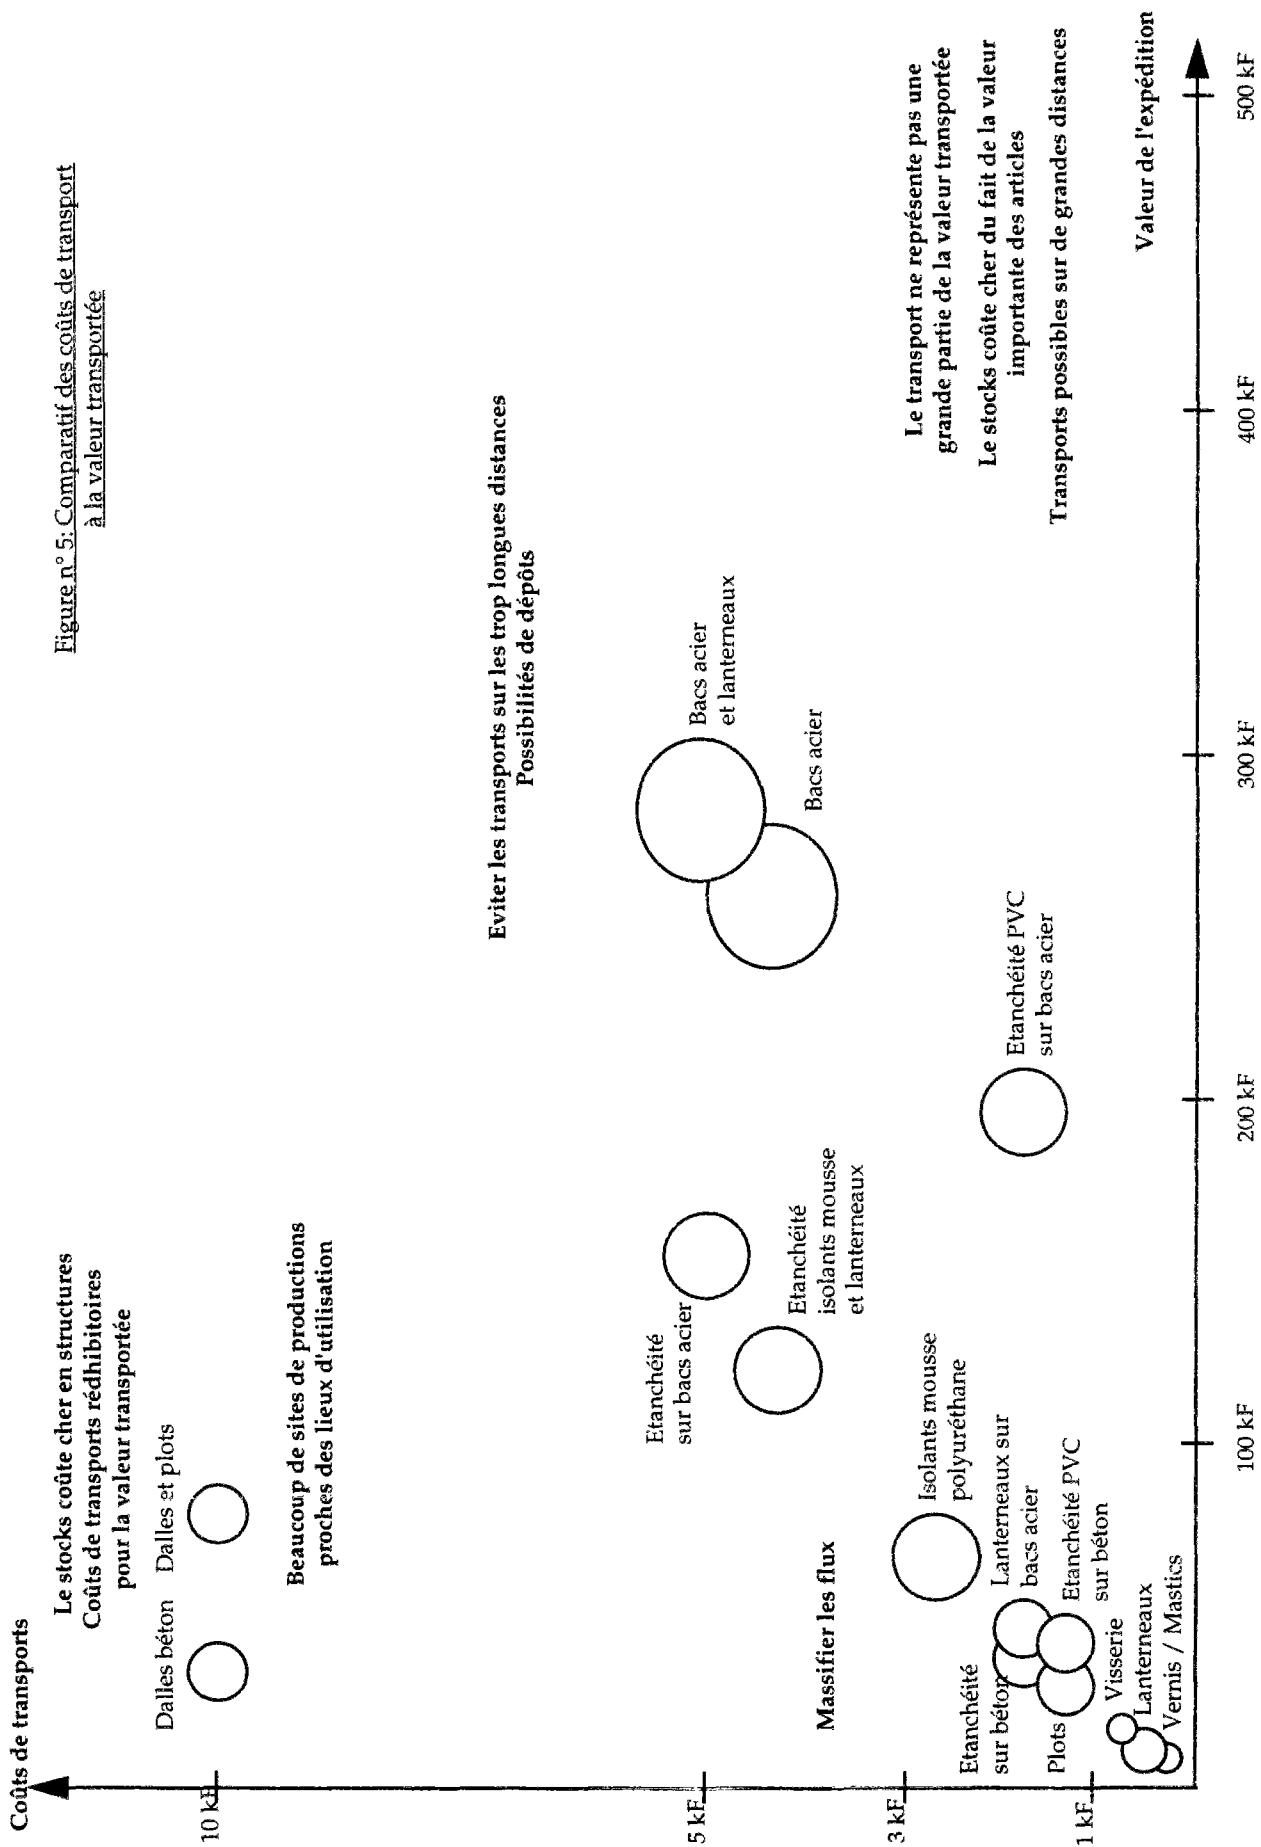 Figure n° 5: Comparatif des coûts de transport
à la valeur transportée
Coûts de transports
Le stocks coûte cher en structures
Coûts de transports rédhibitoires
pour la valeur transportée
Dalles béton
Dalles et plots
10 kF
Beaucoup de sites de productions
proches des lieux d'utilisation
Eviter les transports sur les trop longues distances
Possibilités de dépôts
Etanchéité
sur bacs acier
Bacs acier
et lanterneaux
5 kF
Etanchéité
isolants mousse
et lanterneaux
Bacs acier
Massifier les flux
Le transport ne représente pas une
grande partie de la valeur transportée
Le stocks coûte cher du fait de la valeur
importante des articles
Transports possibles sur de grandes distances
3 kF
Isolants mousse
polyuréthane
Etanchéité
sur béton
Lanterneaux sur
bacs acier
Etanchéité PVC
sur bacs acier
Plots
Etanchéité PVC
sur béton
1 kF
Visserie
Lanterneaux
Vernis / Mastics
Valeur de l'expédition
100 kF
200 kF
300 kF
400 kF
500 kF